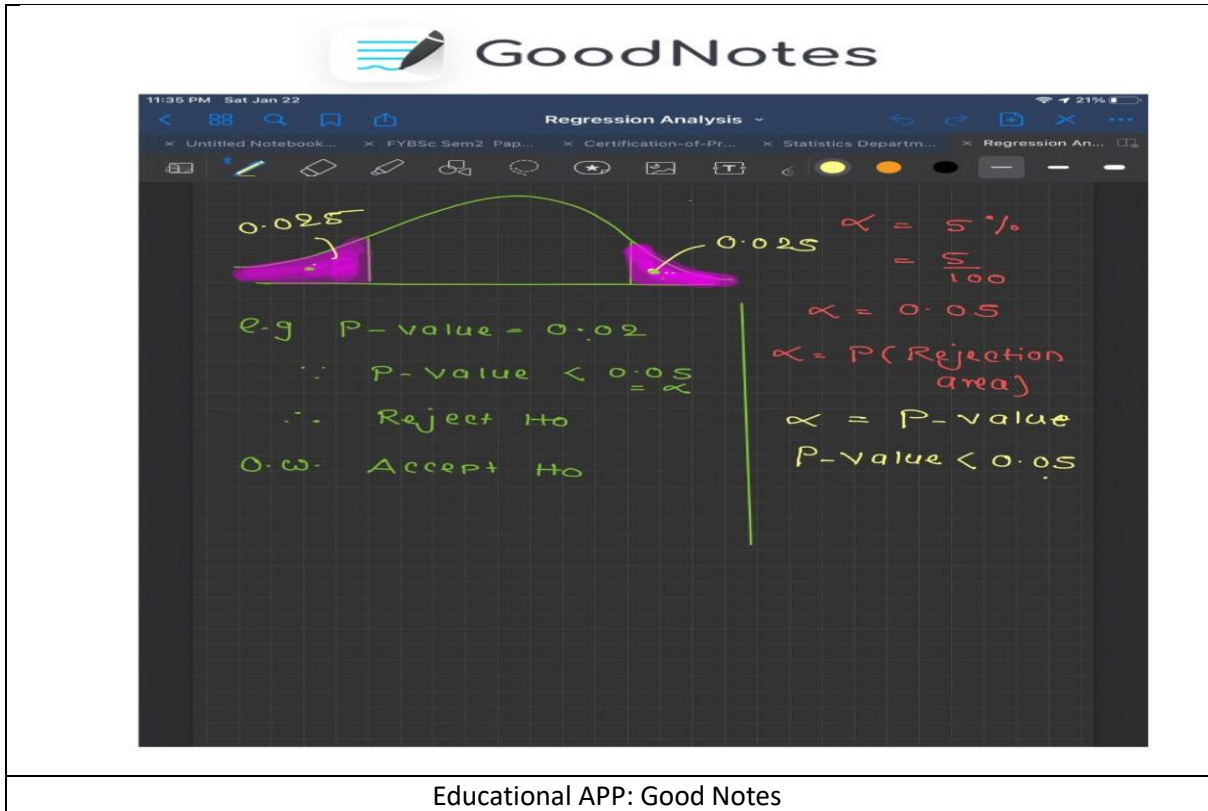 GoodNotes
11:35 PM Sat Jan 22
21%
Regression Analysis
× Untitled Notebook... × FYBSc Sem2 Pap... × Certification-of-Pr... × Statistics Departm... × Regression An...
0.025
0.025
e.g P-value = 0.02
∵ P-value < 0.05
= α
∴ Reject Ho
O.w. Accept Ho
α = 5%
= 5/100
α = 0.05
α = P(Rejection
area)
α = P-value
P-value < 0.05
Educational APP: Good Notes